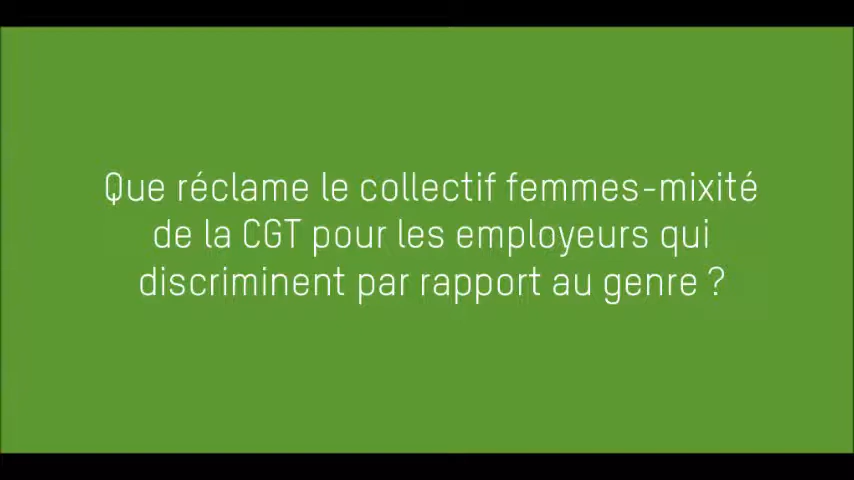 Que réclame le collectif femmes-mixité
de la CGT pour les employeurs qui
discriminent par rapport au genre ?